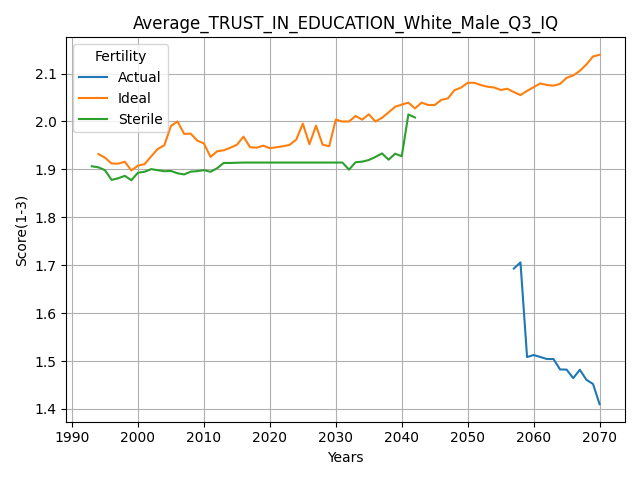 Average_TRUST_IN_EDUCATION_White_Male_Q3_IQ
Fertility
Actual
Ideal
Sterile
Score(1-3)
2.1
2.0
1.9
1.8
1.7
1.6
1.5
1.4
1990 2000 2010 2020 2030 2040 2050 2060 2070
Years